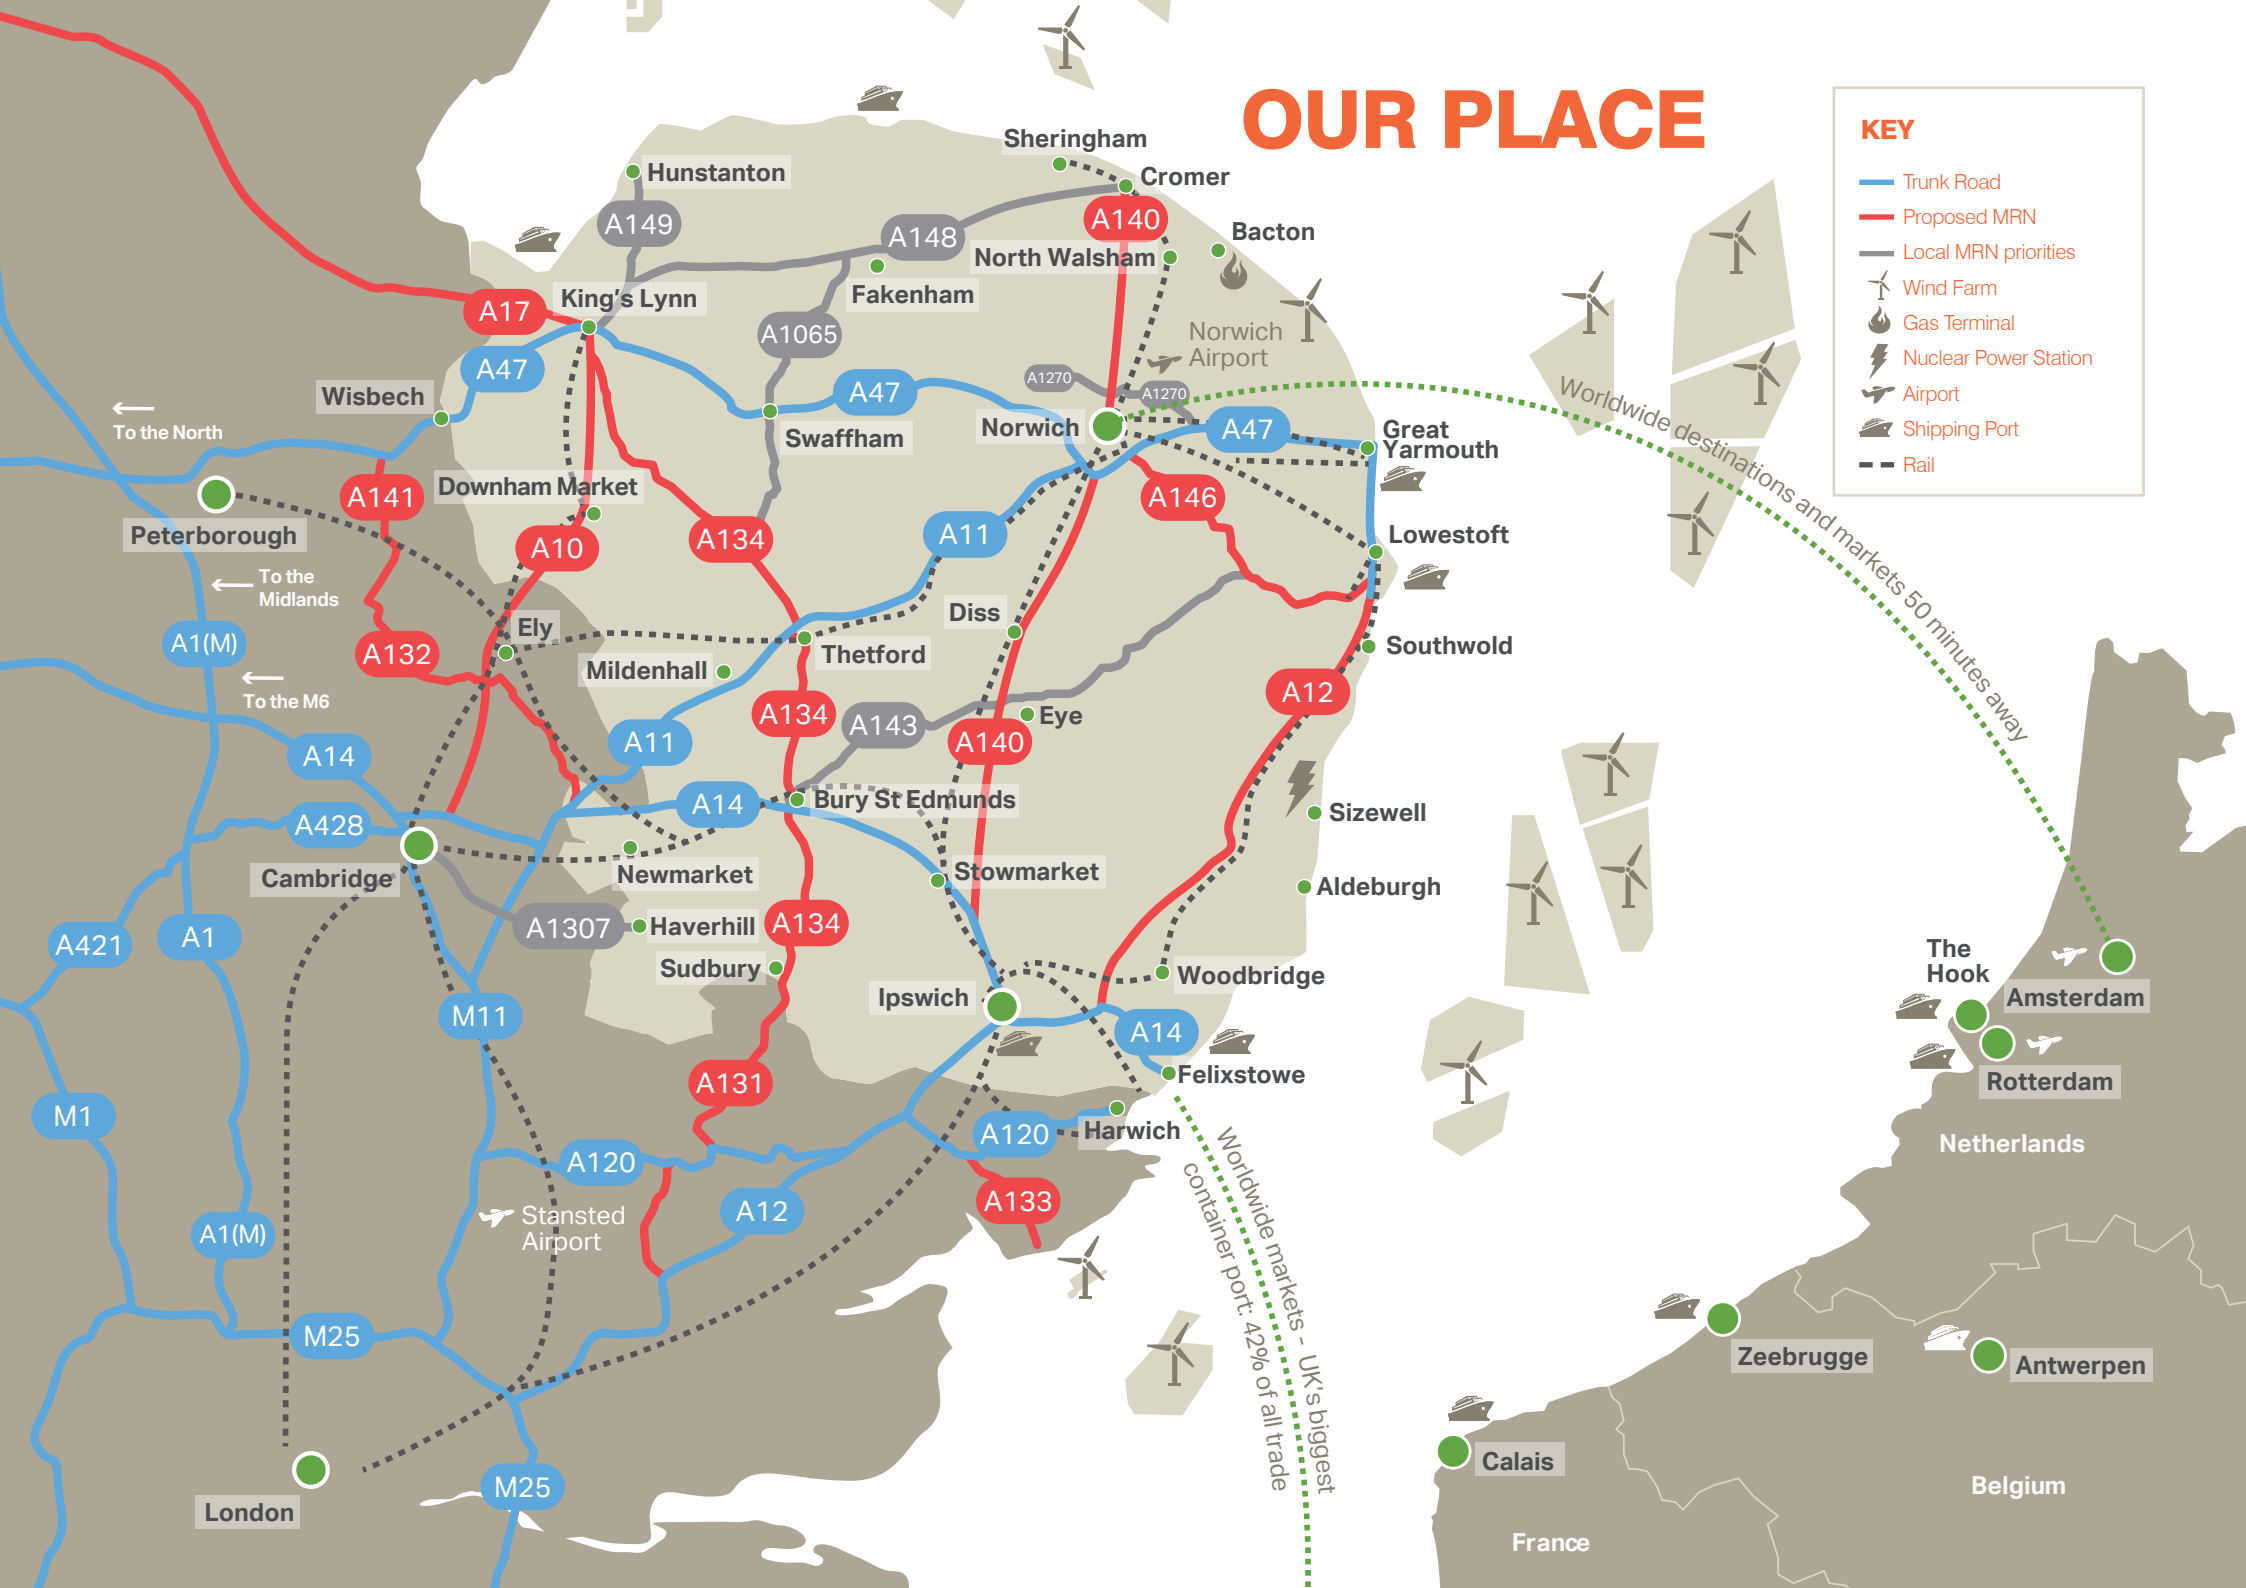 OUR PLACE
KEY
Trunk Road
Proposed MRN
Local MRN priorities
Wind Farm
Gas Terminal
Nuclear Power Station
Airport
Shipping Port
Rail
Sheringham
Hunstanton
Cromer
A149
A148
A140
Bacton
North Walsham
King's Lynn
Fakenham
A17
A1065
Norwich
Airport
A47
A1270
A1270
Wisbech
A47
To the North
Norwich
A47
Swaffham
Great
Yarmouth
Downham Market
A141
A146
Peterborough
A10
A134
A11
Lowestoft
To the
Midlands
Diss
Ely
A1(M)
A132
Thetford
Southwold
Mildenhall
To the M6
A12
A134
A143
Eye
A11
A140
A14
A14
Bury St Edmunds
Sizewell
A428
Newmarket
Stowmarket
Cambridge
Aldeburgh
A1307
Haverhill
A134
A421
A1
Sudbury
Woodbridge
Ipswich
M11
A14
Felixstowe
A131
M1
A120
Harwich
A120
A133
A12
Stansted
Airport
A1(M)
M25
M25
London
Worldwide destinations and markets 50 minutes away
Worldwide markets - UK's biggest
container port: 42% of all trade
The
Hook
Amsterdam
Rotterdam
Netherlands
Zeebrugge
Antwerpen
Calais
Belgium
France